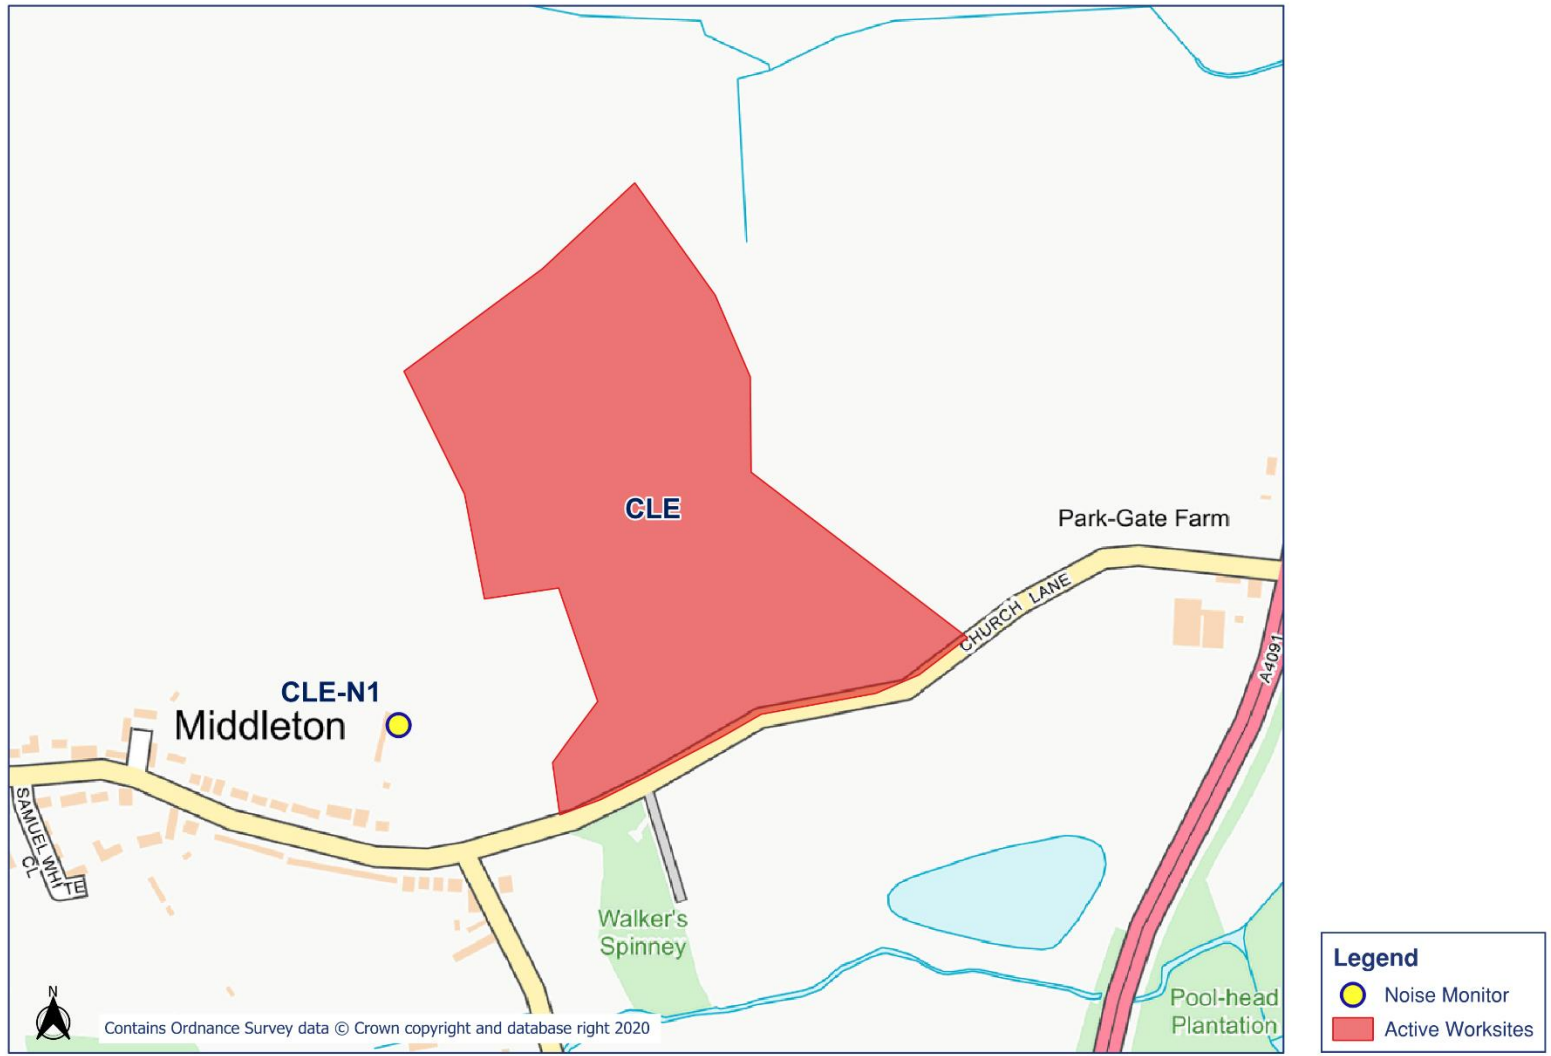 CLE
Park-Gate Farm
CHURCH LANE
A4091
CLE-N1
Middleton
SAMUEL WHITE
CL
Walker's
Spinney
Pool-head
Plantation
N
Contains Ordnance Survey data © Crown copyright and database right 2020
Legend
Noise Monitor
Active Worksites